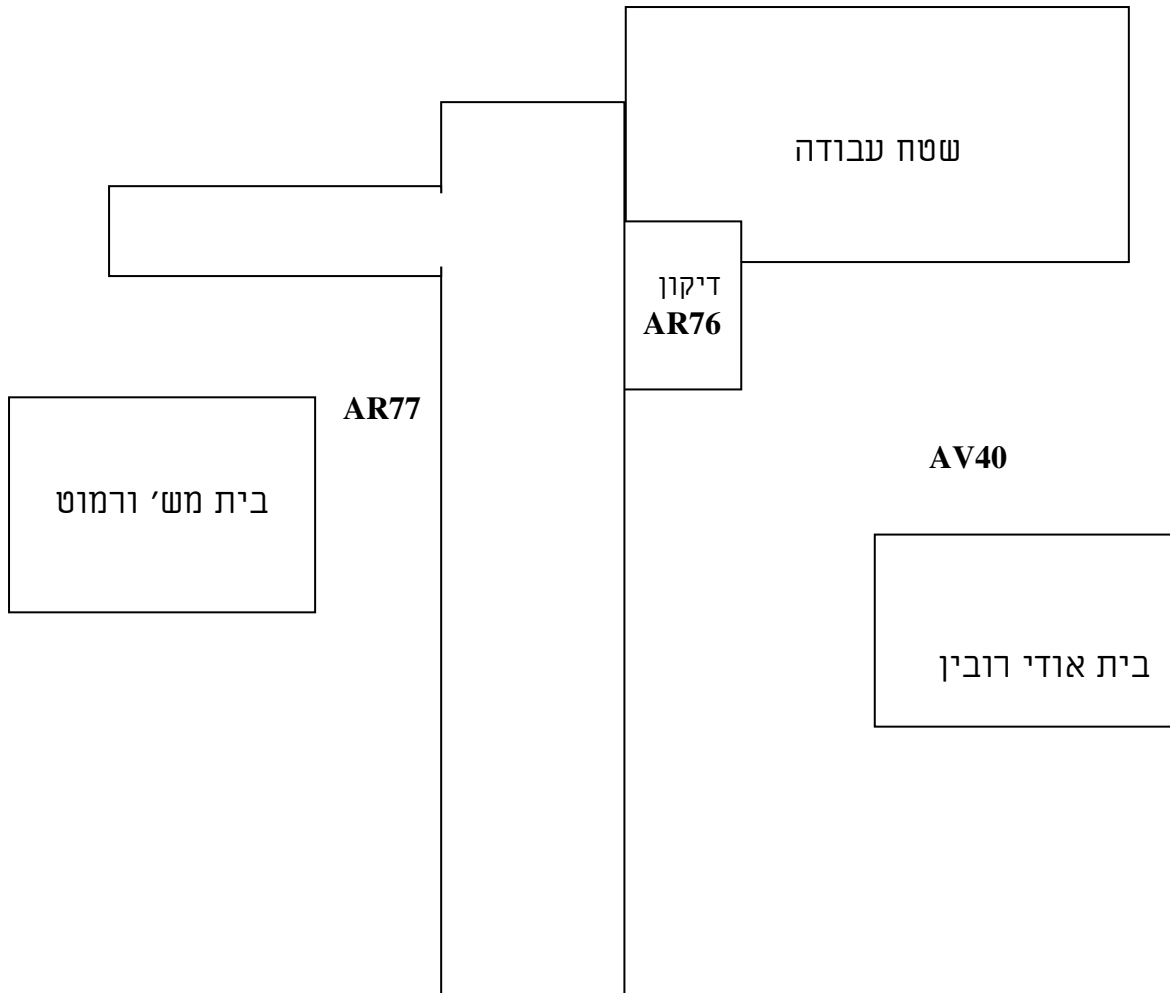 שטח עבודה
דיקון
AR76
AR77
AV40
בית מש' ורמוט
בית אודי רובין